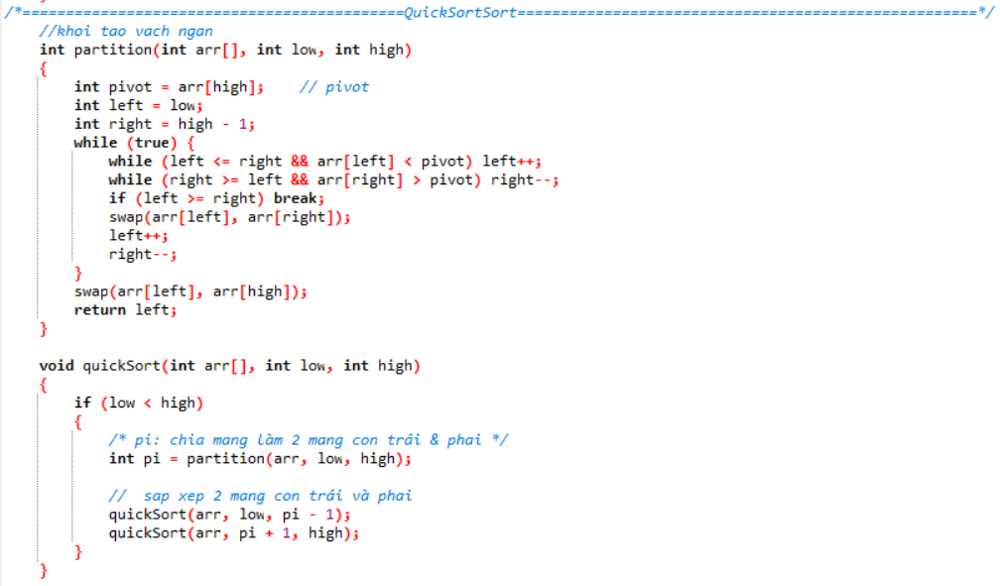 /*============================================QuickSortSort=====================================================*/
//khoi tao vach ngan
int partition(int arr[], int low, int high)
{
int pivot = arr[high];    // pivot
int left = low;
int right = high - 1;
while (true) {
while (left <= right && arr[left] < pivot) left++;
while (right >= left && arr[right] > pivot) right--;
if (left >= right) break;
swap(arr[left], arr[right]);
left++;
right--;
}
swap(arr[left], arr[high]);
return left;
}
void quickSort(int arr[], int low, int high)
{
if (low < high)
{
/* pi: chia mang làm 2 mang con trái & phai */
int pi = partition(arr, low, high);
//  sap xep 2 mang con trái và phai
quickSort(arr, low, pi - 1);
quickSort(arr, pi + 1, high);
}
}